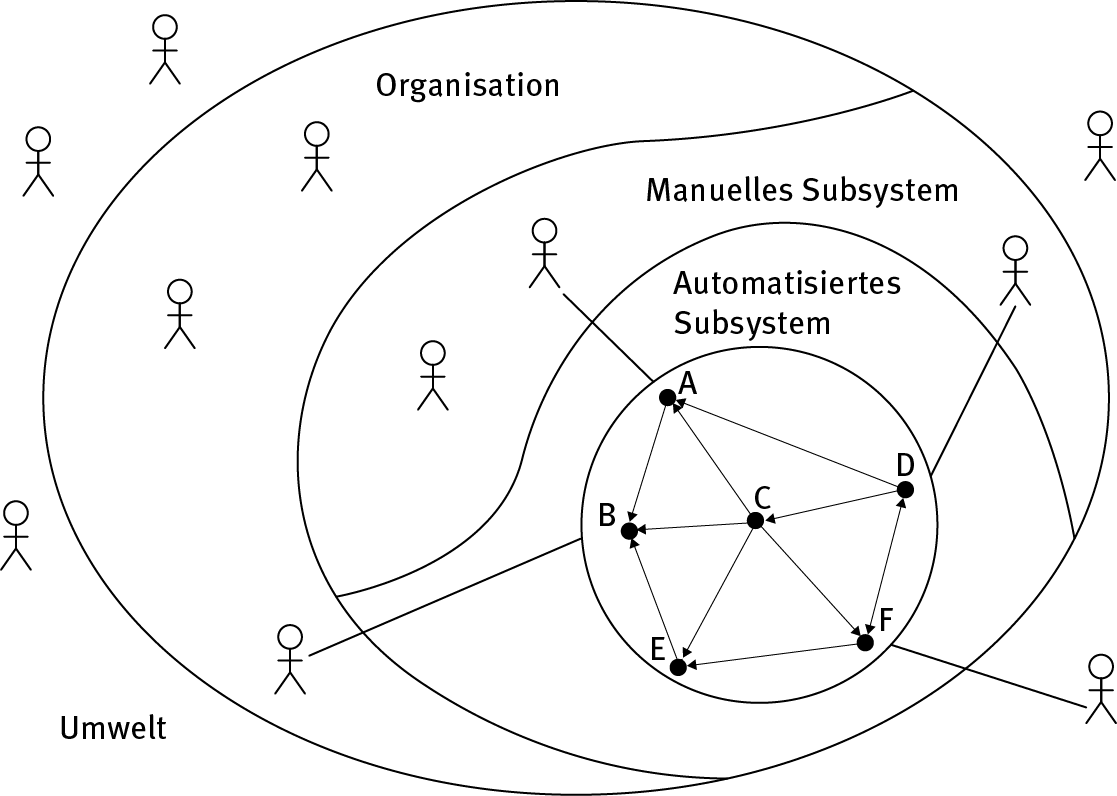 Organisation
Manuelles Subsystem
Automatisiertes
Subsystem
A
D
C
B
F
E
Umwelt